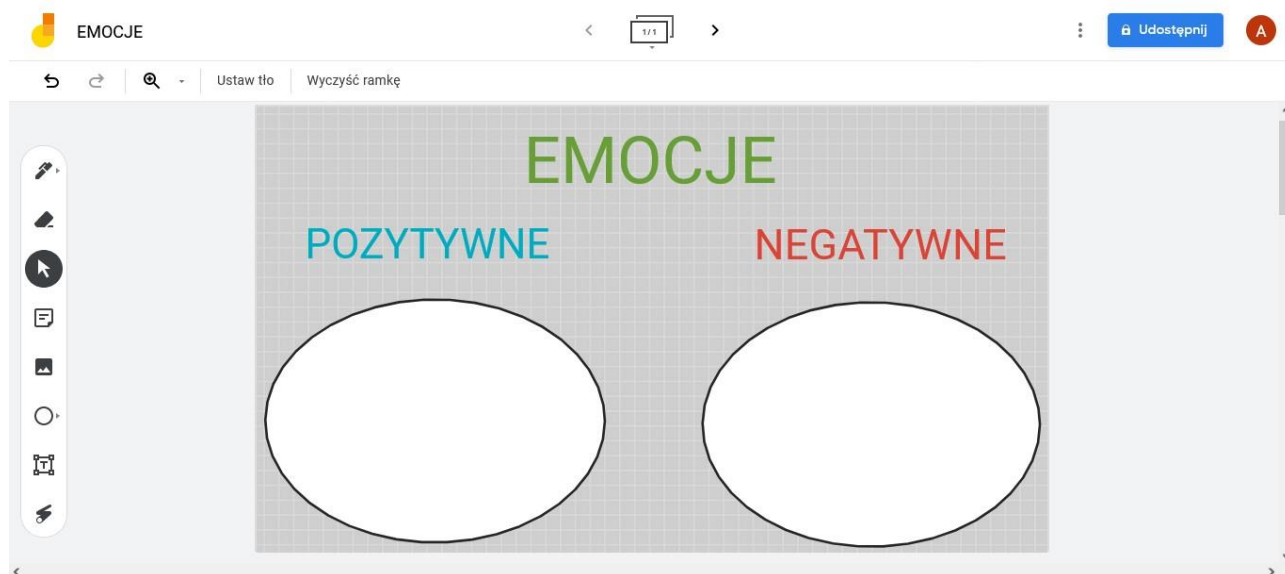 EMOCJE
1/1
Udostępnij
A
Ustaw tło
Wyczyść ramkę
EMOCJE
POZYTYWNE
NEGATYWNE
T